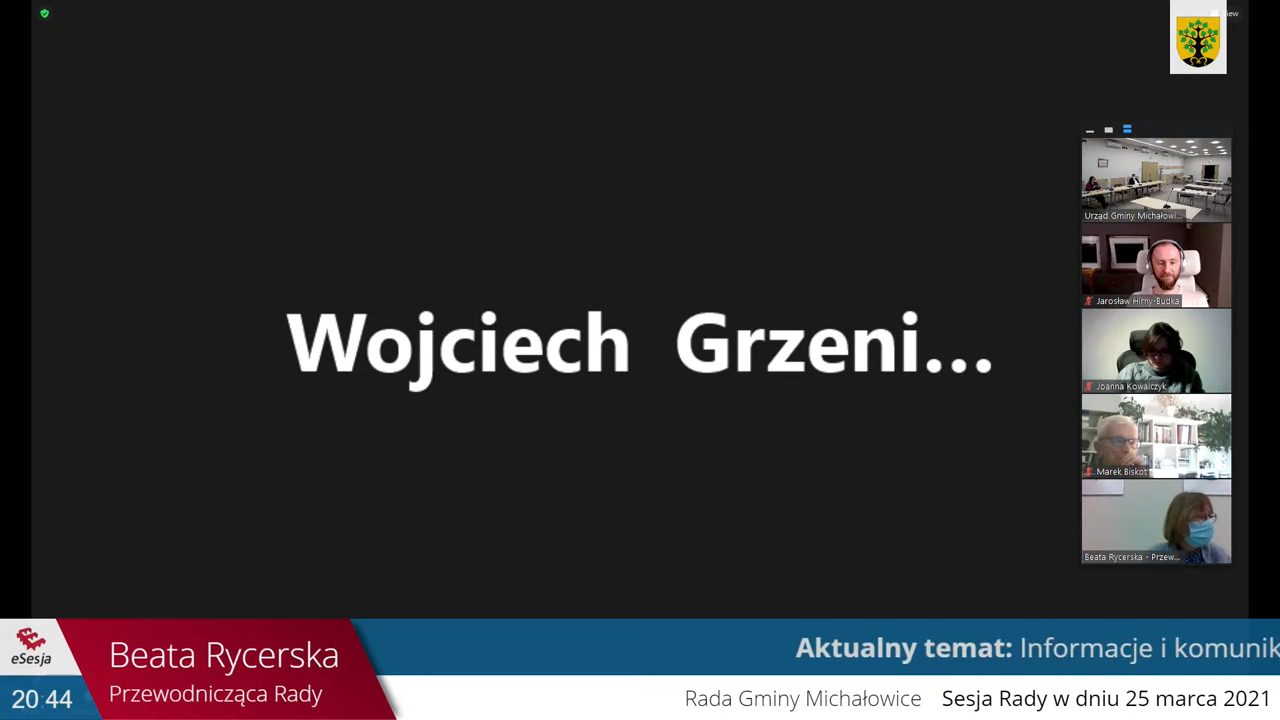 View
Wojciech Grzeni...
Urząd Gminy Michałowi...
Jarosław Hirny-Budka
Joanna Kowalczyk
Marek Biskot
Beata Rycerska - Przew...
eSesja
Beata Rycerska
Przewodnicząca Rady
Aktualny temat: Informacje i komunik
20:44
Rada Gminy Michałowice Sesja Rady w dniu 25 marca 2021